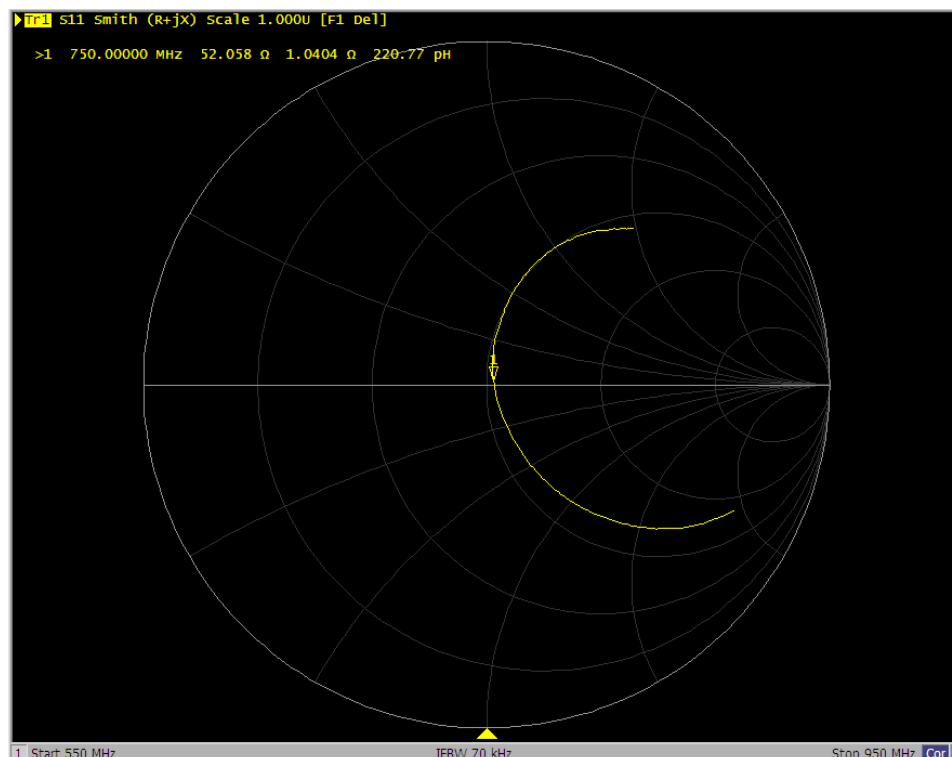 Tr1 S11 Smith (R+jX) Scale 1.000U [F1 Del]
>1 750.00000 MHz 52.058 Ω 1.0404 Ω 220.77 pH
1 Start 550 MHz IFBW 70 kHz Stop 950 MHz Cor